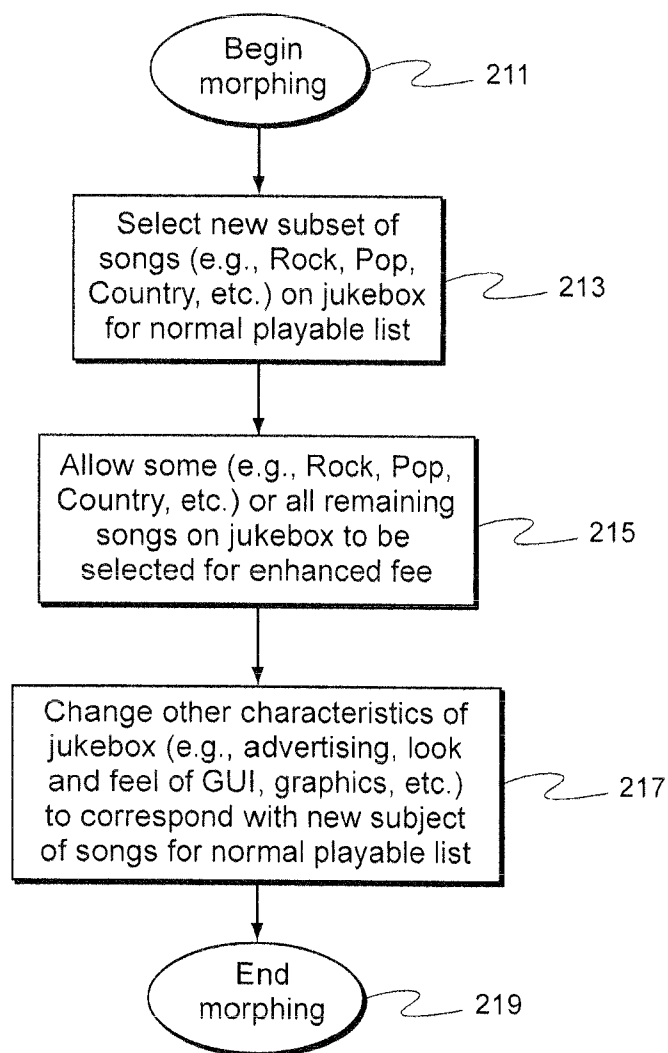 Begin
morphing
211
Select new subset of
songs (e.g., Rock, Pop,
Country, etc.) on jukebox
for normal playable list
213
Allow some (e.g., Rock, Pop,
Country, etc.) or all remaining
songs on jukebox to be
selected for enhanced fee
215
Change other characteristics of
jukebox (e.g., advertising, look
and feel of GUI, graphics, etc.)
to correspond with new subject
of songs for normal playable list
217
End
morphing
219